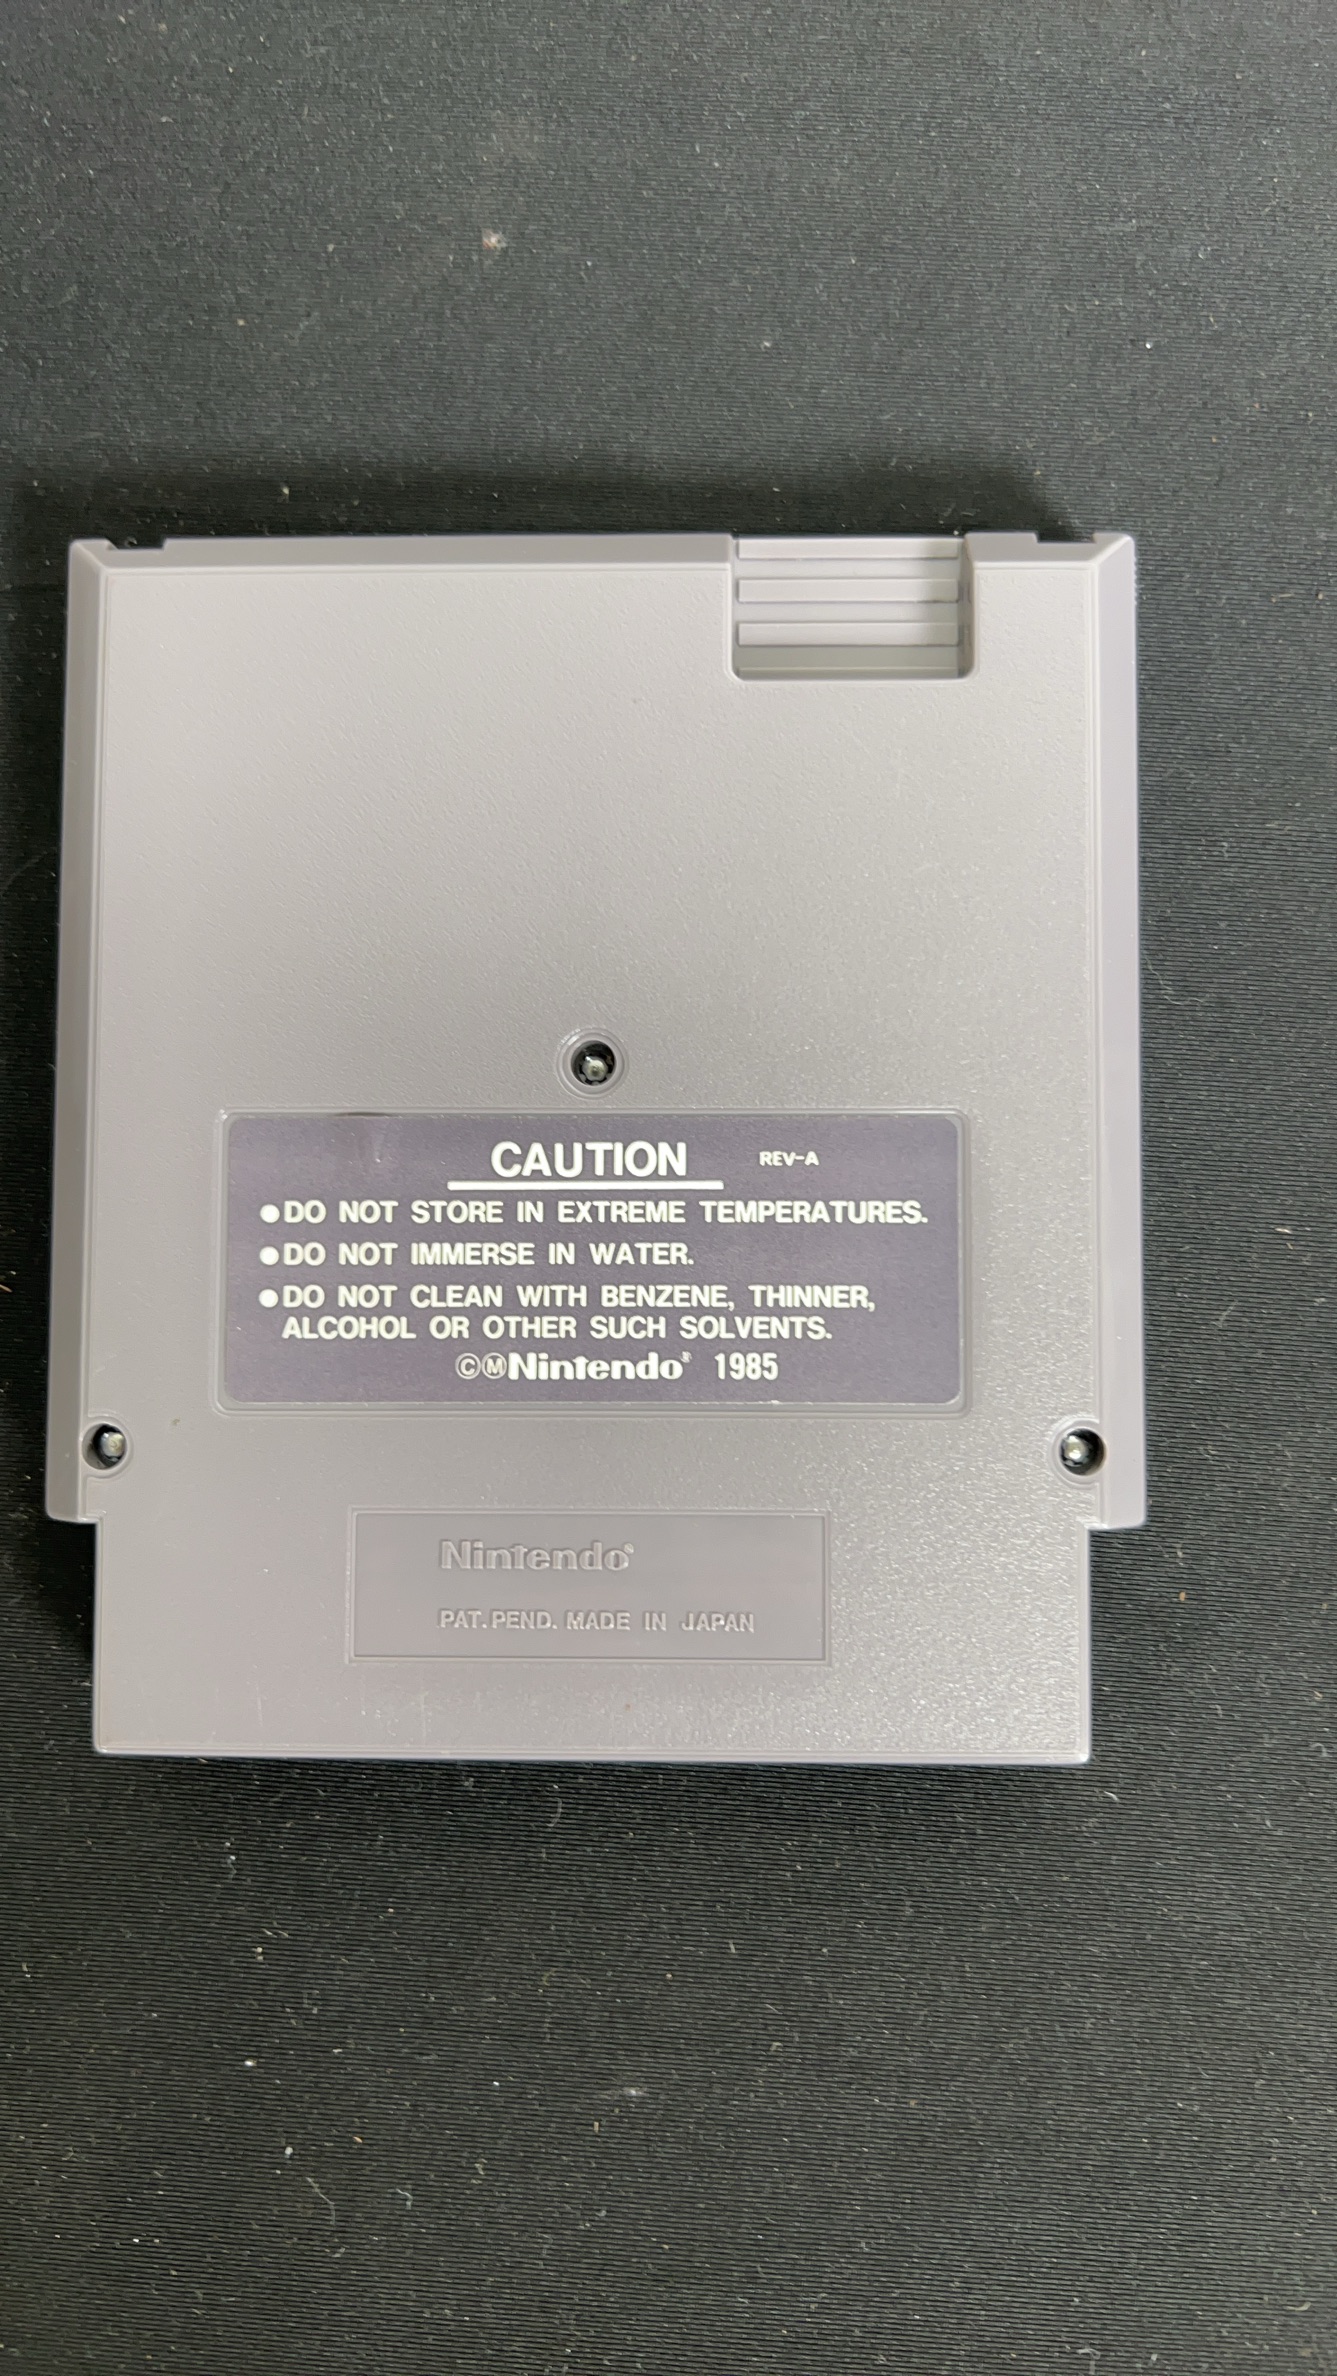 CAUTION REV-A
●DO NOT STORE IN EXTREME TEMPERATURES.
●DO NOT IMMERSE IN WATER.
●DO NOT CLEAN WITH BENZENE, THINNER,
ALCOHOL OR OTHER SUCH SOLVENTS.
©ⓂNintendo® 1985
Nintendo®
PAT. PEND. MADE IN JAPAN